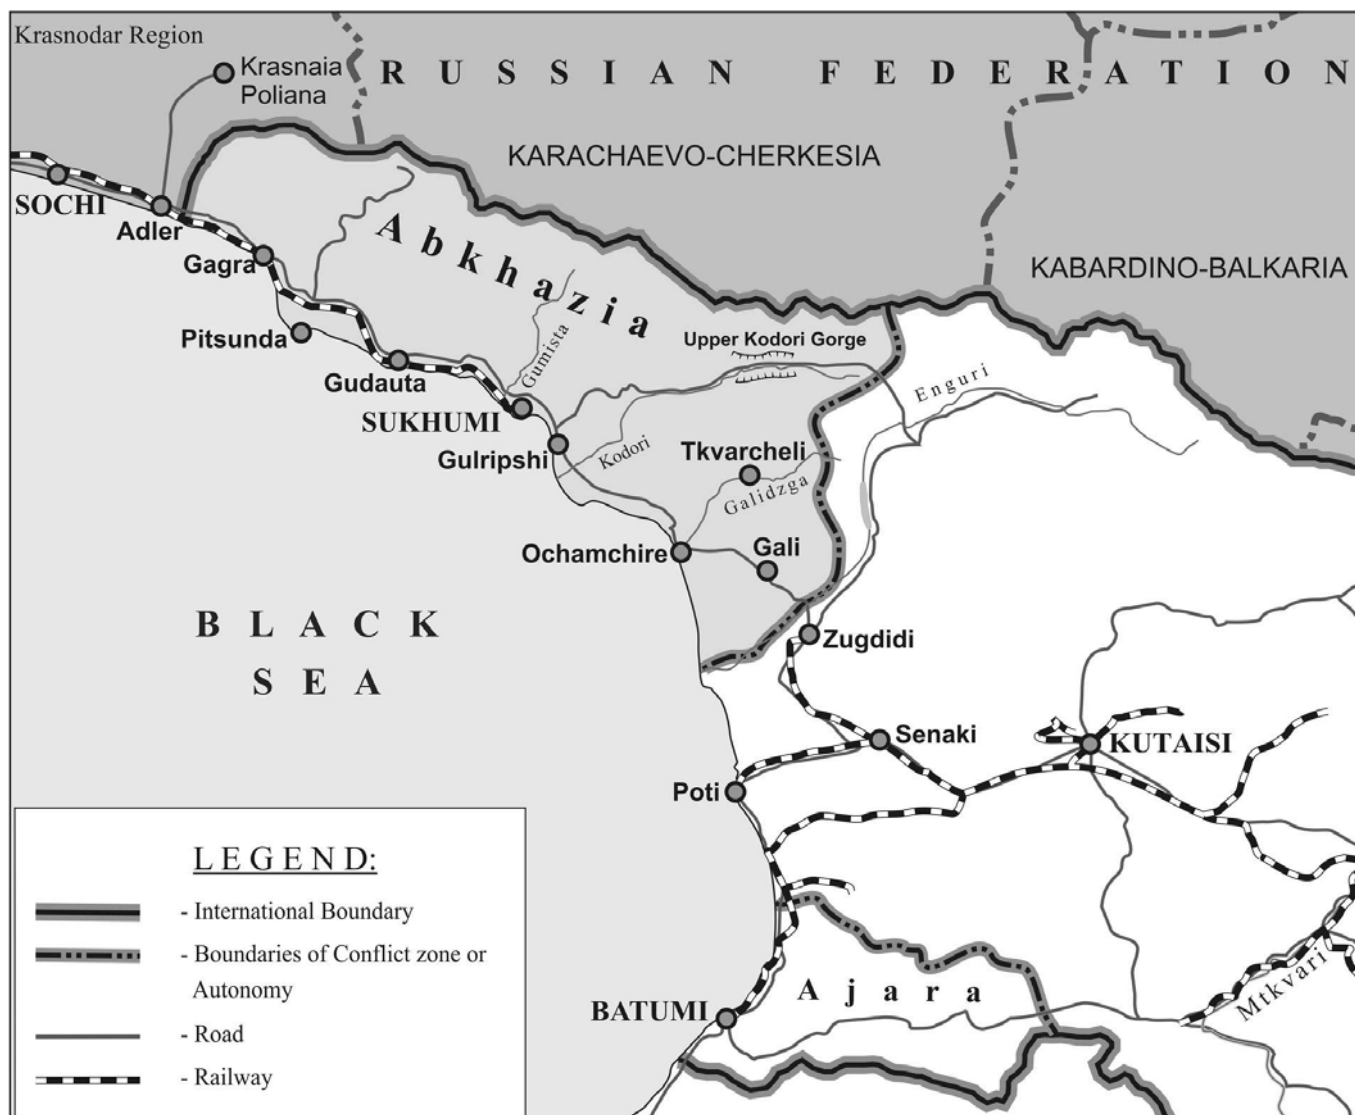 Krasnodar Region
Krasnaia
Poliana
RUSSIAN FEDERATION
KARACHAEVO-CHERKESIA
SOCHI
Adler
Gagra
Abkhazia
KABARDINO-BALKARIA
Pitsunda
Gumista
Upper Kodori Gorge
Gudauta
Enguri
SUKHUMI
Gulripshi
Kodori
Tkvarcheli
Galidzga
Ochamchire
Gali
BLACK
SEA
Zugdidi
Senaki
KUTAISI
Poti
LEGEND:
- International Boundary
- Boundaries of Conflict zone or
Autonomy
- Road
- Railway
Ajara
Mtkvari
BATUMI